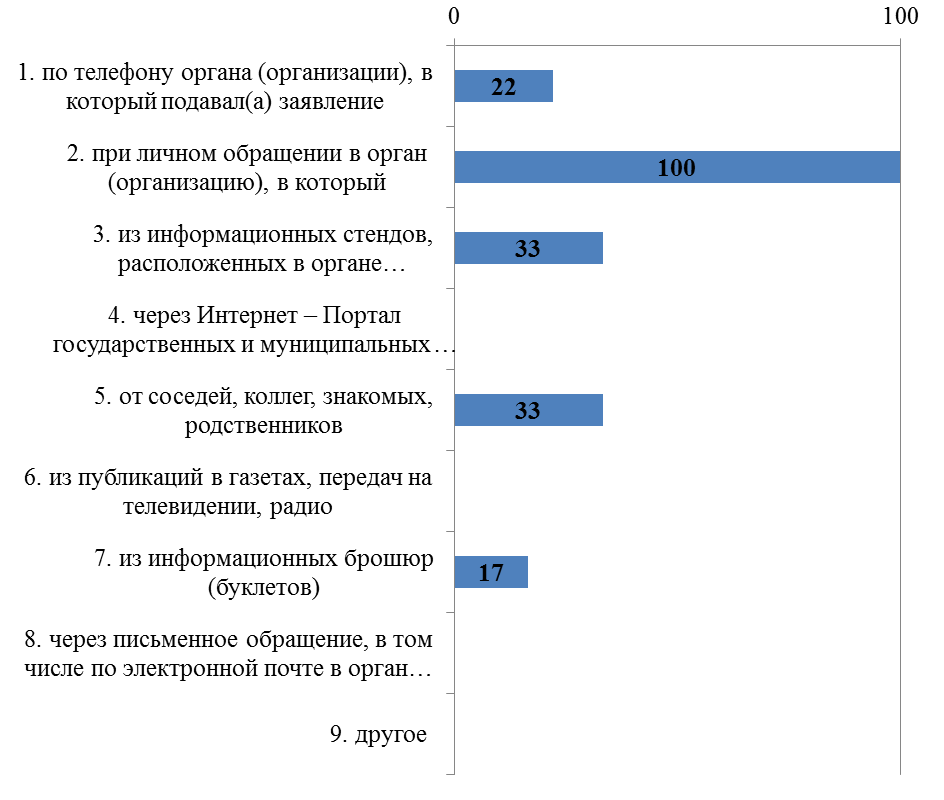 0 100
1. по телефону органа (организации), в
который подавал(а) заявление
22
2. при личном обращении в орган
(организацию), в который
100
3. из информационных стендов,
расположенных в органе…
33
4. через Интернет – Портал
государственных и муниципальных…
5. от соседей, коллег, знакомых,
родственников
33
6. из публикаций в газетах, передач на
телевидении, радио
7. из информационных брошюр
(буклетов)
17
8. через письменное обращение, в том
числе по электронной почте в орган…
9. другое